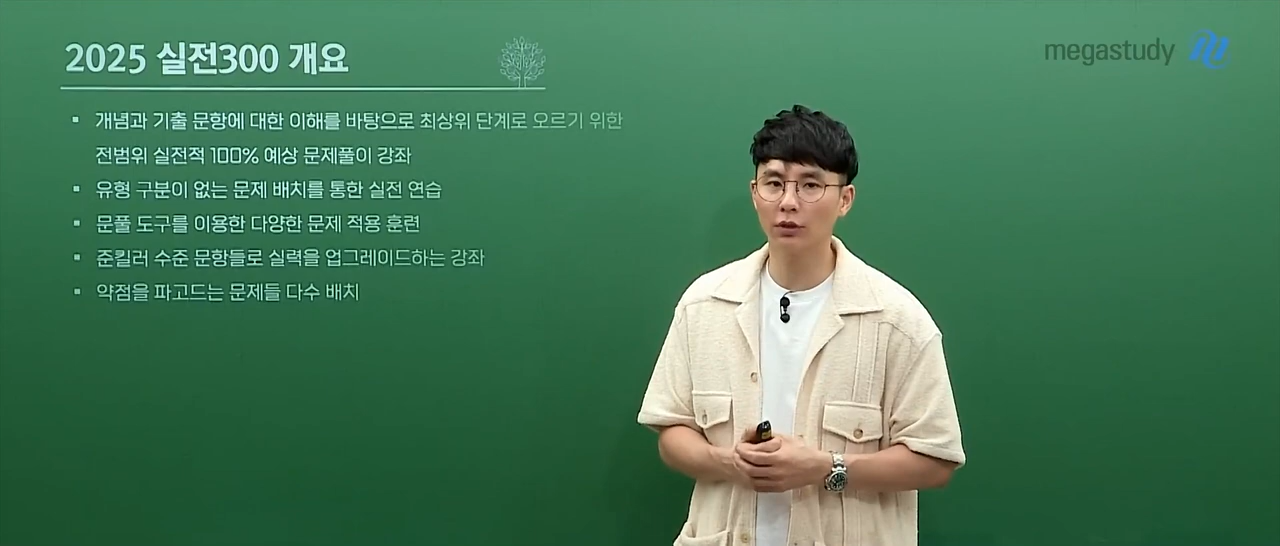 2025 실전300 개요
megastudy
▪ 개념과 기출 문항에 대한 이해를 바탕으로 최상위 단계로 오르기 위한
전범위 실전적 100% 예상 문제풀이 강좌
▪ 유형 구분이 없는 문제 배치를 통한 실전 연습
▪ 문풀 도구를 이용한 다양한 문제 적용 훈련
▪ 준킬러 수준 문항들로 실력을 업그레이드하는 강좌
▪ 약점을 파고드는 문제들 다수 배치